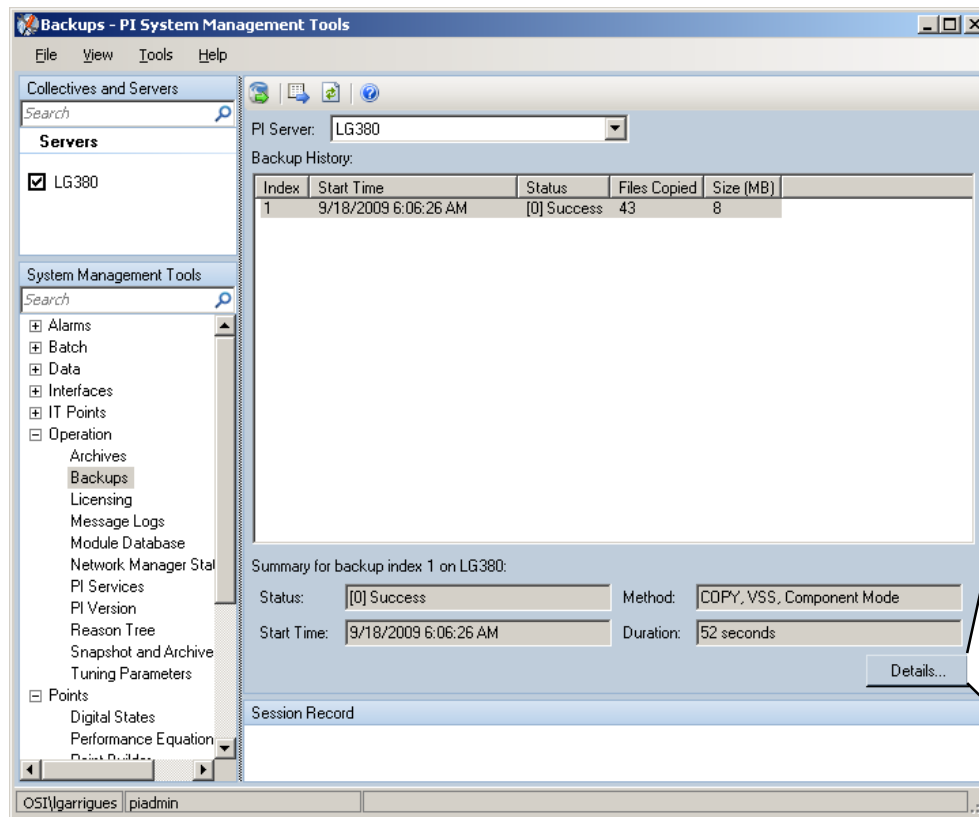 Backups - PI System Management Tools
File View Tools Help
Collectives and Servers
Search
Servers
LG380
System Management Tools
Search
Alarms
Batch
Data
Interfaces
IT Points
Operation
Archives
Backups
Licensing
Message Logs
Module Database
Network Manager Stat
PI Services
PI Version
Reason Tree
Snapshot and Archive
Tuning Parameters
Points
Digital States
Performance Equation
PI Server: LG380
Backup History:
Index Start Time Status Files Copied Size (MB)
1 9/18/2009 6:06:26 AM [0] Success 43 8
Summary for backup index 1 on LG380:
Status: [0] Success Method: COPY, VSS, Component Mode
Start Time: 9/18/2009 6:06:26 AM Duration: 52 seconds
Details...
Session Record
OSI\lgarrigues piadmin